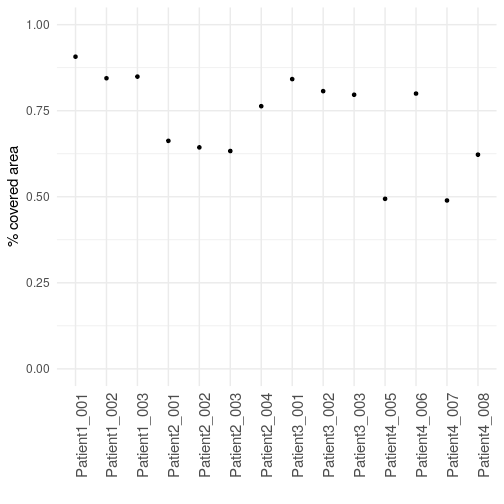 % covered area
1.00
0.75
0.50
0.25
0.00
Patient1_001
Patient1_002
Patient1_003
Patient2_001
Patient2_002
Patient2_003
Patient2_004
Patient3_001
Patient3_002
Patient3_003
Patient4_005
Patient4_006
Patient4_007
Patient4_008